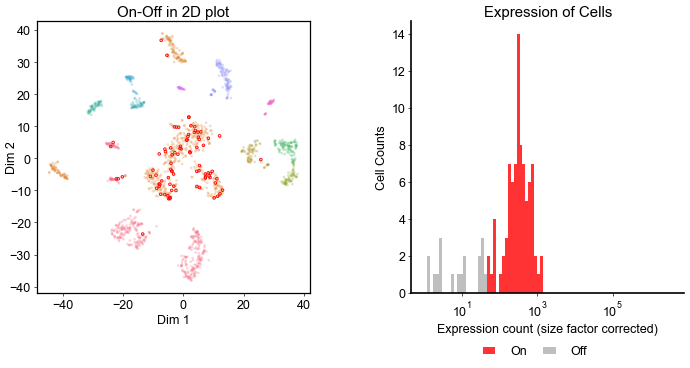 On-Off in 2D plot
40
30
20
10
0
−10
−20
−30
−40
Dim 2
−40 −20 0 20 40
Dim 1
Expression of Cells
14
12
10
8
6
4
2
0
Cell Counts
10^1 10^3 10^5
Expression count (size factor corrected)
On Off